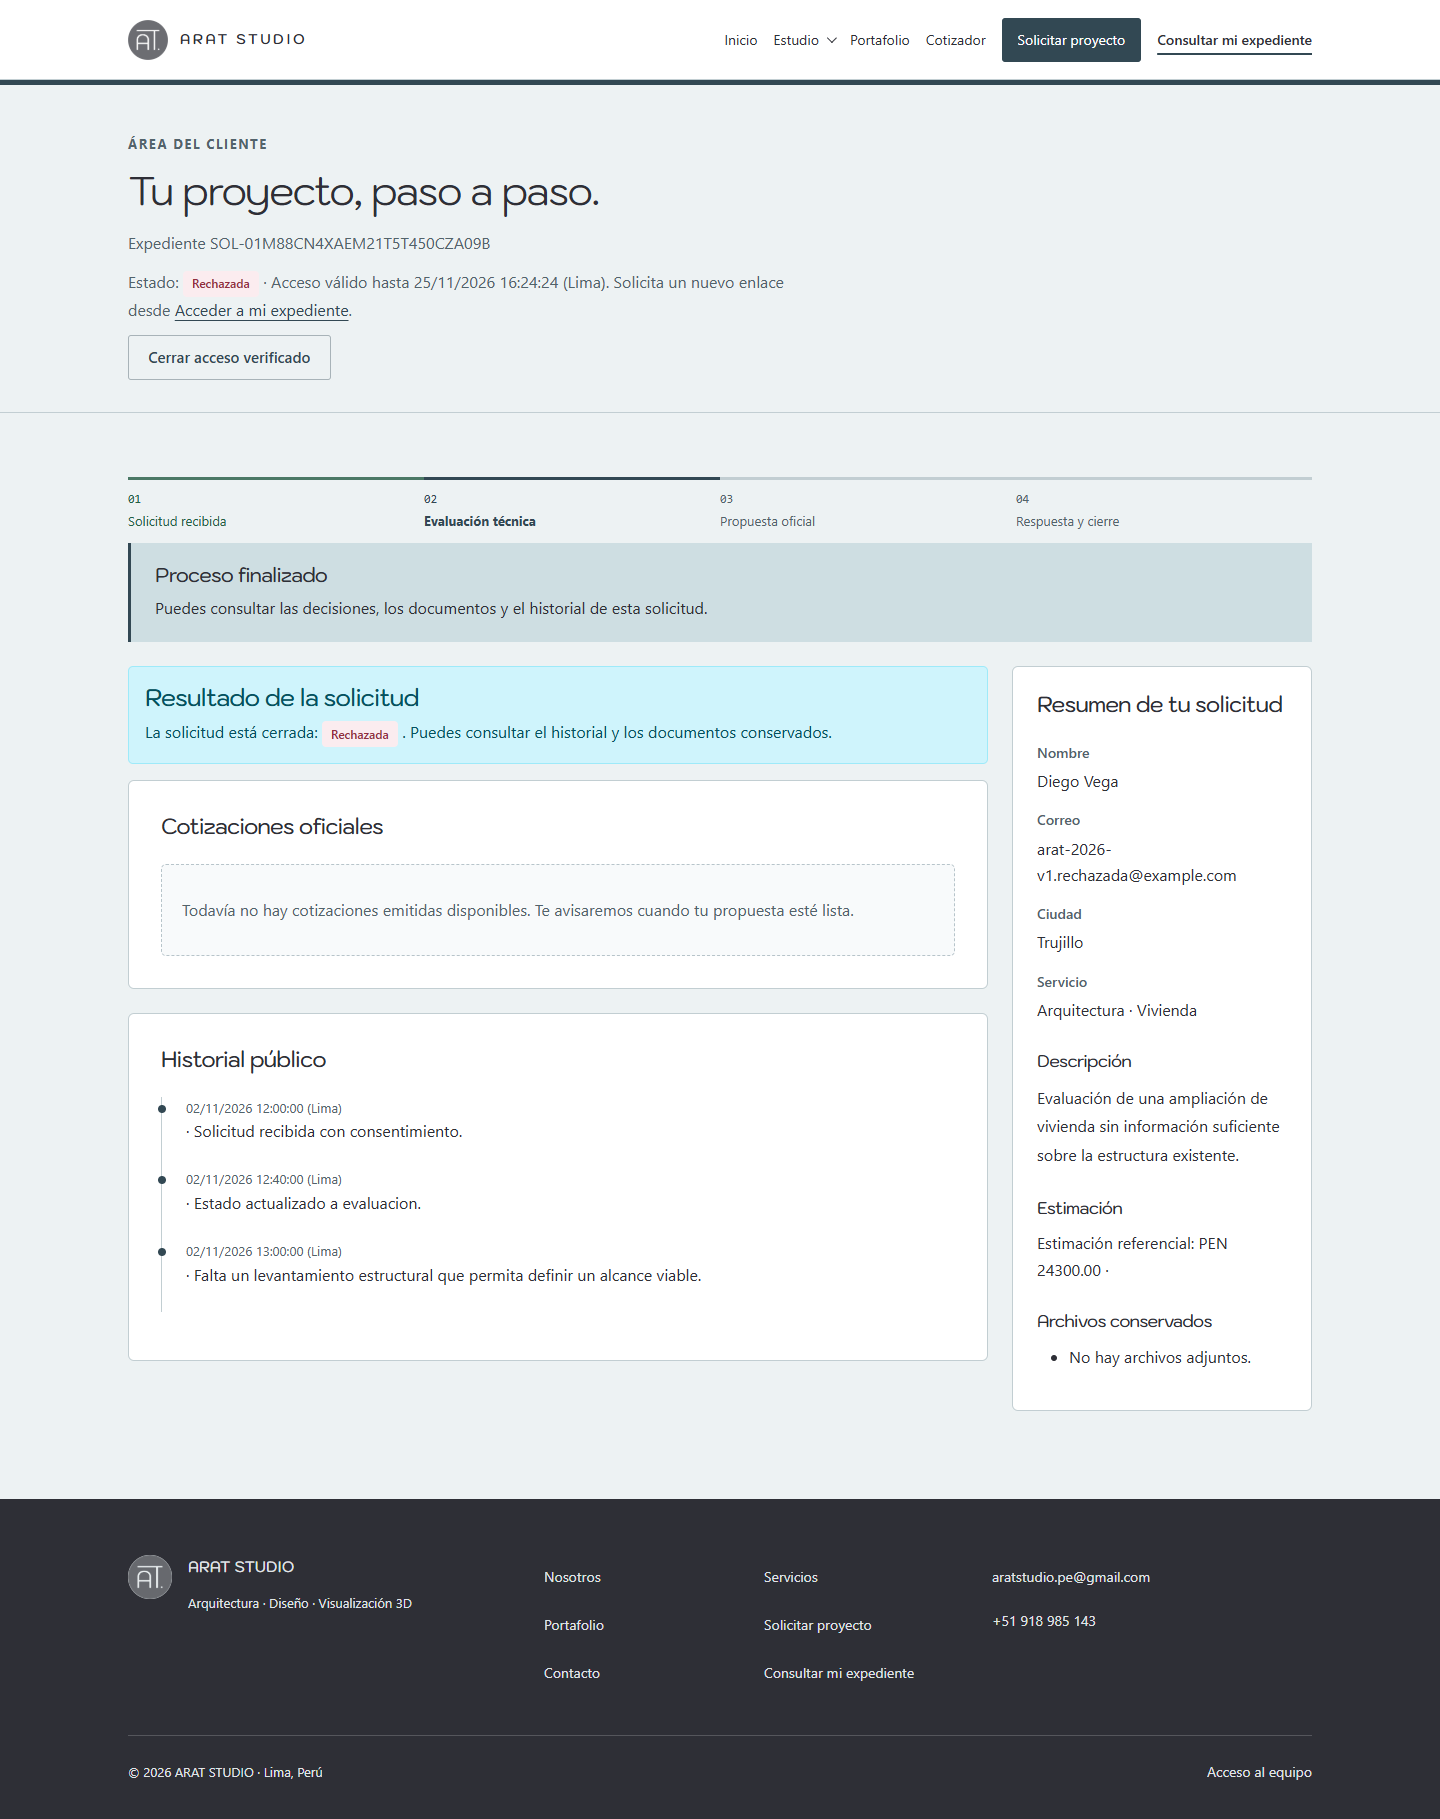 AT.
ARAT STUDIO
Inicio
Estudio
Portafolio
Cotizador
Solicitar proyecto
Consultar mi expediente
ÁREA DEL CLIENTE
Tu proyecto, paso a paso.
Expediente SOL-01M88CN4XAEM21T5T450CZA09B
Estado: Rechazada · Acceso válido hasta 25/11/2026 16:24:24 (Lima). Solicita un nuevo enlace
desde Acceder a mi expediente.
Cerrar acceso verificado
01
Solicitud recibida
02
Evaluación técnica
03
Propuesta oficial
04
Respuesta y cierre
Proceso finalizado
Puedes consultar las decisiones, los documentos y el historial de esta solicitud.
Resultado de la solicitud
La solicitud está cerrada: Rechazada . Puedes consultar el historial y los documentos conservados.
Cotizaciones oficiales
Todavía no hay cotizaciones emitidas disponibles. Te avisaremos cuando tu propuesta esté lista.
Historial público
02/11/2026 12:00:00 (Lima)
· Solicitud recibida con consentimiento.
02/11/2026 12:40:00 (Lima)
· Estado actualizado a evaluacion.
02/11/2026 13:00:00 (Lima)
· Falta un levantamiento estructural que permita definir un alcance viable.
Resumen de tu solicitud
Nombre
Diego Vega
Correo
arat-2026-
v1.rechazada@example.com
Ciudad
Trujillo
Servicio
Arquitectura · Vivienda
Descripción
Evaluación de una ampliación de
vivienda sin información suficiente
sobre la estructura existente.
Estimación
Estimación referencial: PEN
24300.00 ·
Archivos conservados
• No hay archivos adjuntos.
AT.
ARAT STUDIO
Arquitectura · Diseño · Visualización 3D
Nosotros
Portafolio
Contacto
Servicios
Solicitar proyecto
Consultar mi expediente
aratstudio.pe@gmail.com
+51 918 985 143
© 2026 ARAT STUDIO · Lima, Perú
Acceso al equipo